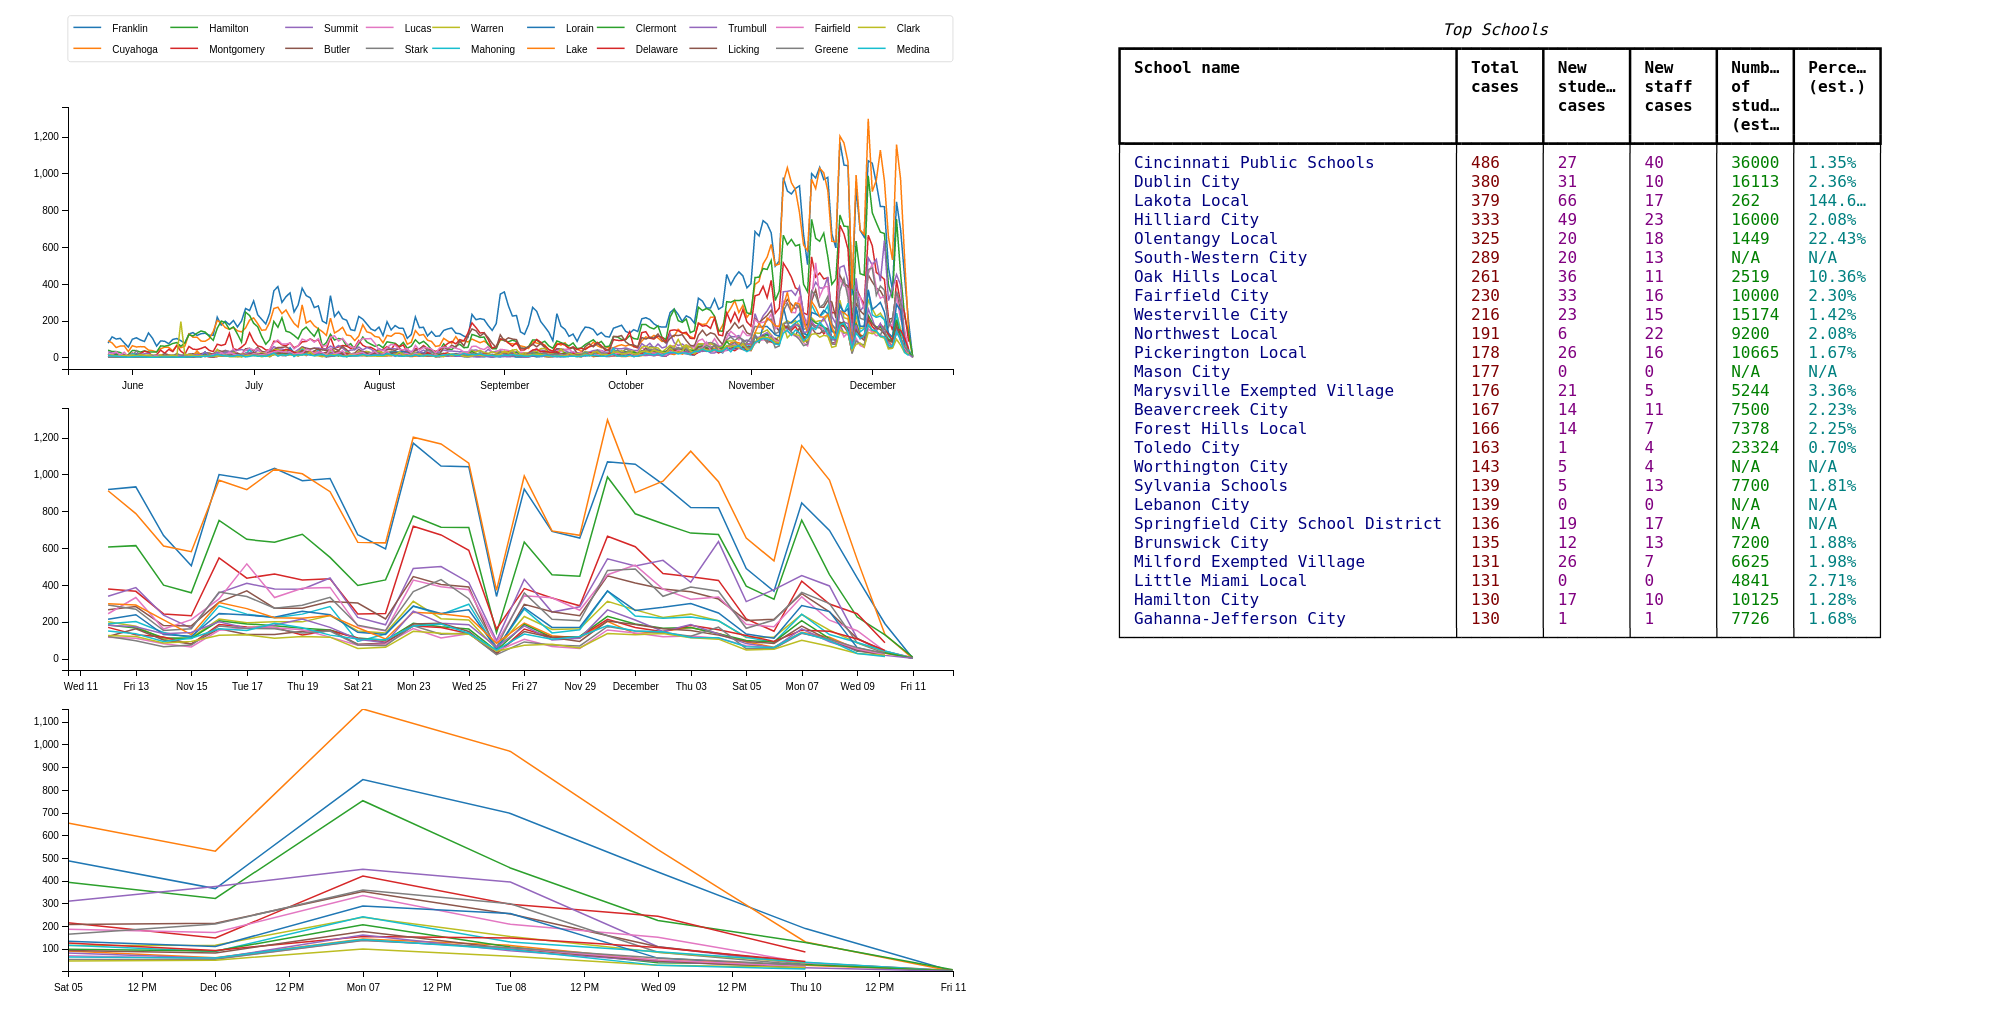 Franklin Hamilton Summit Lucas Warren Lorain Clermont Trumbull Fairfield Clark
Cuyahoga Montgomery Butler Stark Mahoning Lake Delaware Licking Greene Medina
1,200
1,000
800
600
400
200
0
June July August September October November December
1,200
1,000
800
600
400
200
0
Wed 11 Fri 13 Nov 15 Tue 17 Thu 19 Sat 21 Mon 23 Wed 25 Fri 27 Nov 29 December Thu 03 Sat 05 Mon 07 Wed 09 Fri 11
1,100
1,000
900
800
700
600
500
400
300
200
100
Sat 05 12 PM Dec 06 12 PM Mon 07 12 PM Tue 08 12 PM Wed 09 12 PM Thu 10 12 PM Fri 11
Top Schools
School name Total New New Numb… Perce…
cases stude… staff of (est.)
cases cases stud…
(est…
Cincinnati Public Schools 486 27 40 36000 1.35%
Dublin City 380 31 10 16113 2.36%
Lakota Local 379 66 17 262 144.6…
Hilliard City 333 49 23 16000 2.08%
Olentangy Local 325 20 18 1449 22.43%
South-Western City 289 20 13 N/A N/A
Oak Hills Local 261 36 11 2519 10.36%
Fairfield City 230 33 16 10000 2.30%
Westerville City 216 23 15 15174 1.42%
Northwest Local 191 6 22 9200 2.08%
Pickerington Local 178 26 16 10665 1.67%
Mason City 177 0 0 N/A N/A
Marysville Exempted Village 176 21 5 5244 3.36%
Beavercreek City 167 14 11 7500 2.23%
Forest Hills Local 166 14 7 7378 2.25%
Toledo City 163 1 4 23324 0.70%
Worthington City 143 5 4 N/A N/A
Sylvania Schools 139 5 13 7700 1.81%
Lebanon City 139 0 0 N/A N/A
Springfield City School District 136 19 17 N/A N/A
Brunswick City 135 12 13 7200 1.88%
Milford Exempted Village 131 26 7 6625 1.98%
Little Miami Local 131 0 0 4841 2.71%
Hamilton City 130 17 10 10125 1.28%
Gahanna-Jefferson City 130 1 1 7726 1.68%